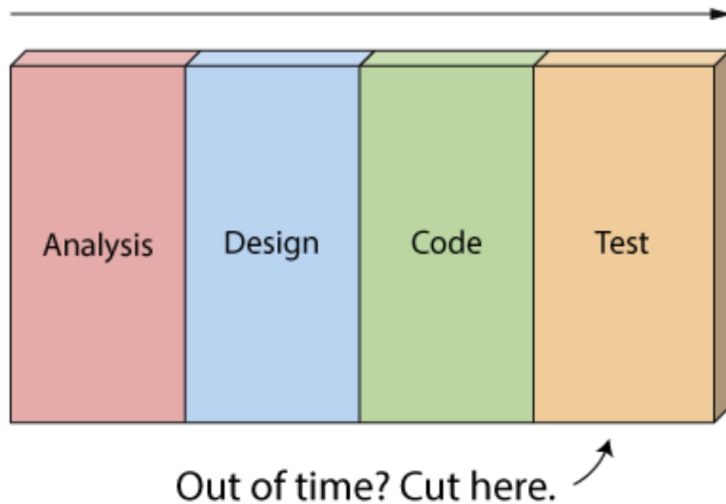 Analysis
Design
Code
Test
Out of time? Cut here.